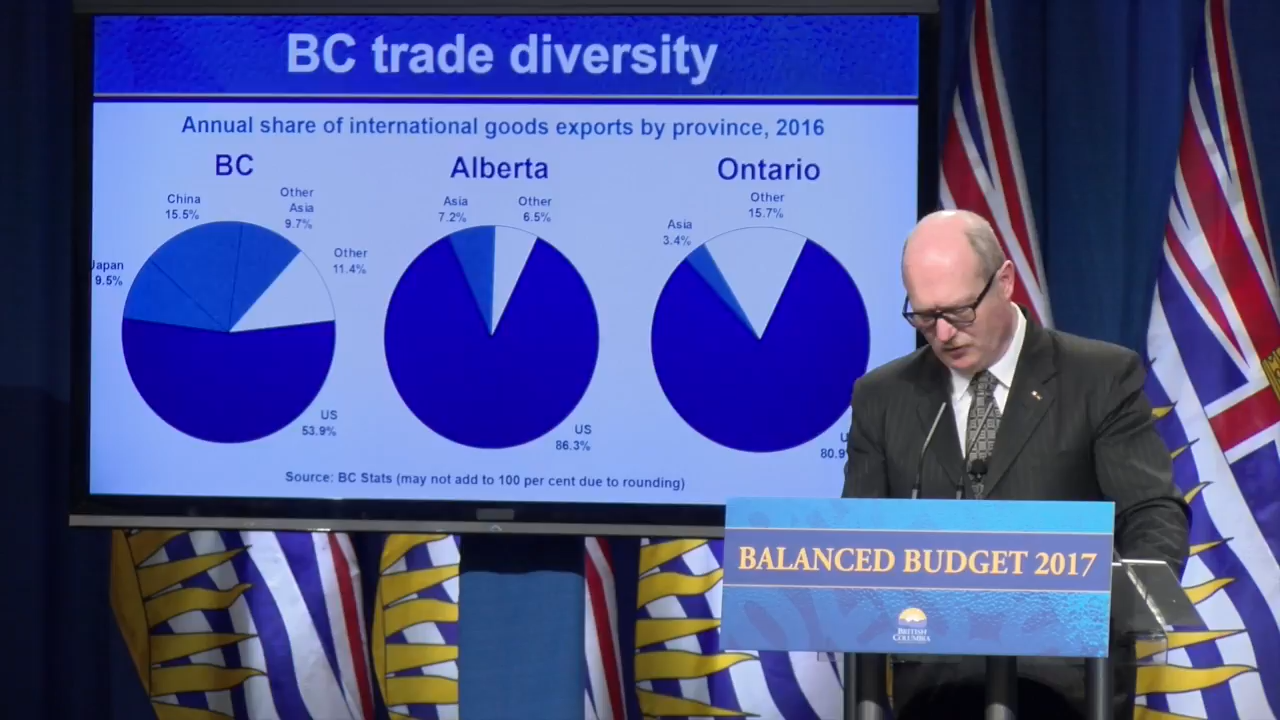 BC trade diversity
Annual share of international goods exports by province, 2016
BC
Alberta
Ontario
China
15.5%
Other
Asia
9.7%
Other
11.4%
Japan
9.5%
US
53.9%
Asia
7.2%
Other
6.5%
US
86.3%
Other
15.7%
Asia
3.4%
80.9%
Source: BC Stats (may not add to 100 per cent due to rounding)
BALANCED BUDGET 2017
BRITISH
COLUMBIA